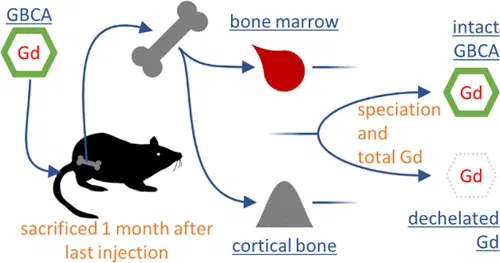 GBCA
Gd
sacrificed 1 month after
last injection
bone marrow
cortical bone
speciation
and
total Gd
intact
GBCA
Gd
Gd
dechelated
Gd